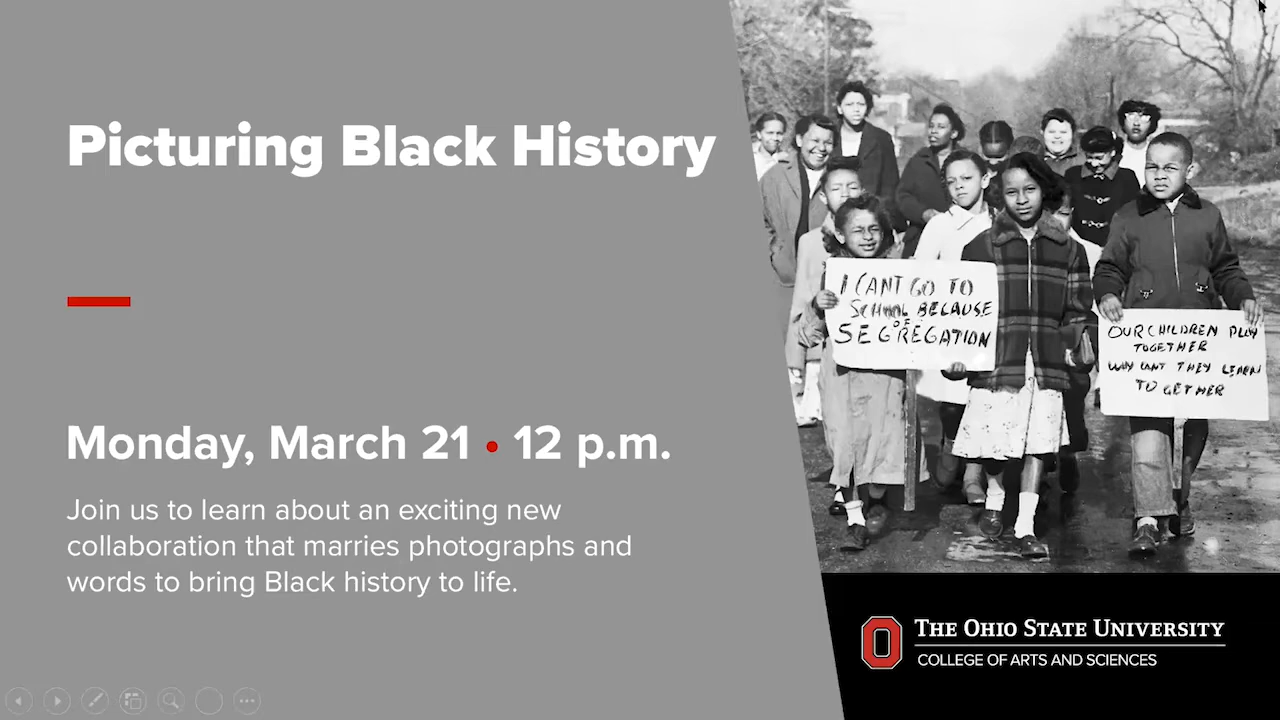 Picturing Black History
Monday, March 21 • 12 p.m.
Join us to learn about an exciting new
collaboration that marries photographs and
words to bring Black history to life.
I CANT GO TO
SCHOOL BECAUSE
OF
SEGREGATION
OUR CHILDREN PLAY
TOGETHER
WHY CANT THEY LEARN
TO GETHER
THE OHIO STATE UNIVERSITY
COLLEGE OF ARTS AND SCIENCES